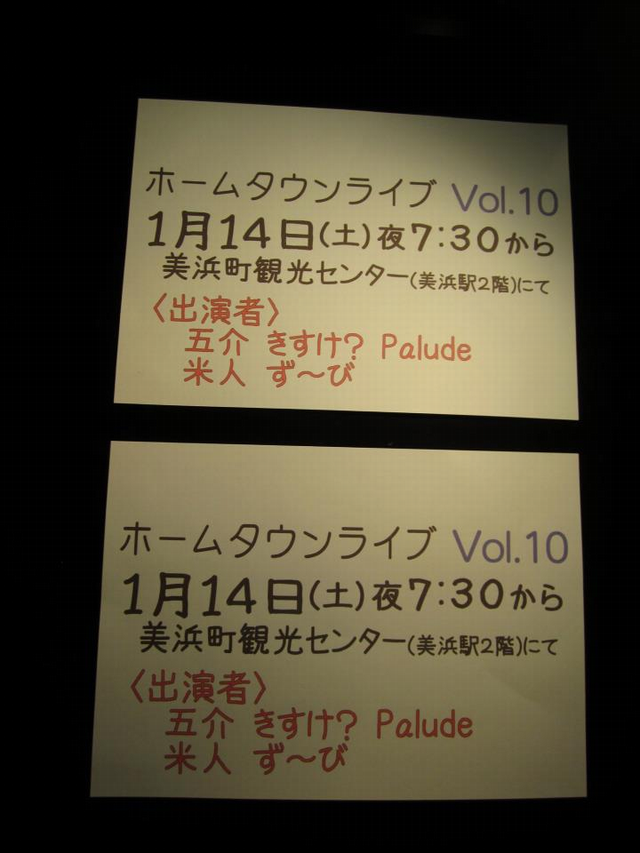 ホームタウンライブ Vol.10
1月14日(土)夜7:30から
美浜町観光センター(美浜駅2階)にて
〈出演者〉
五介 きすけ? Palude
米人 ず〜び
ホームタウンライブ Vol.10
1月14日(土)夜7:30から
美浜町観光センター(美浜駅2階)にて
〈出演者〉
五介 きすけ? Palude
米人 ず〜び